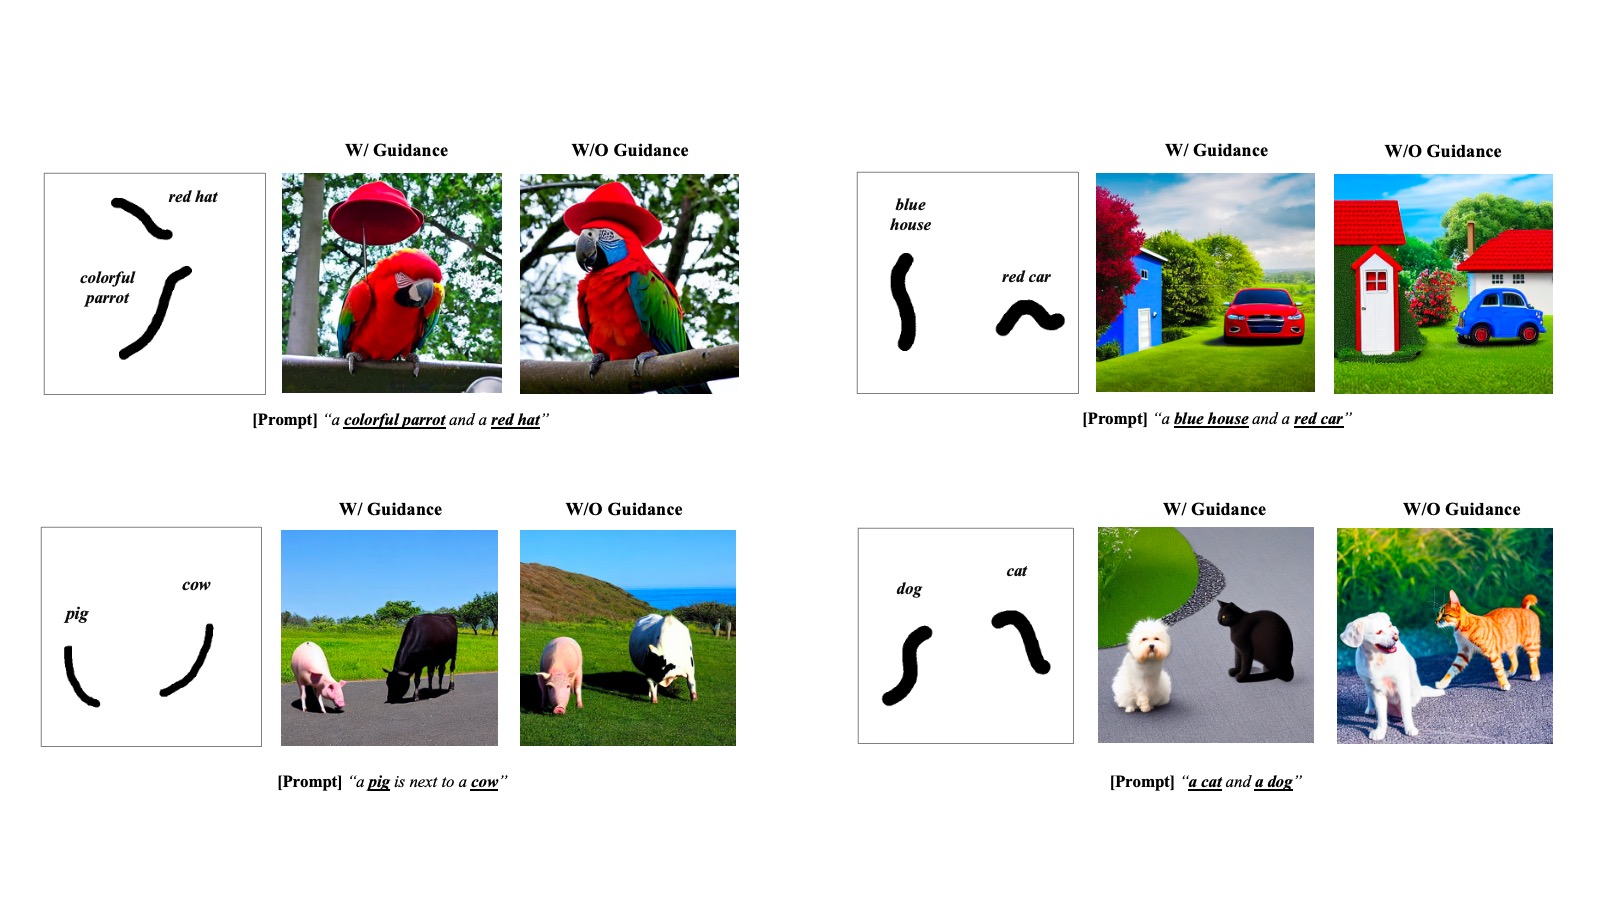 W/ Guidance
W/O Guidance
red hat
colorful
parrot
[Prompt] “a colorful parrot and a red hat”
W/ Guidance
W/O Guidance
blue
house
red car
[Prompt] “a blue house and a red car”
W/ Guidance
W/O Guidance
cow
pig
[Prompt] “a pig is next to a cow”
W/ Guidance
W/O Guidance
cat
dog
[Prompt] “a cat and a dog”